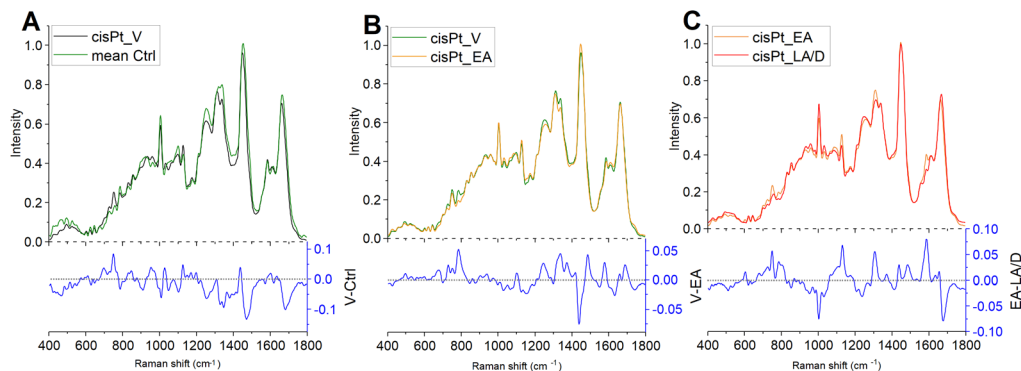 A
cisPt_V
mean Ctrl
1.0
0.8
0.6
0.4
0.2
0.0
Intensity
0.1
0.0
-0.1
V-Ctrl
400 600 800 1000 1200 1400 1600 1800
Raman shift (cm⁻¹)
B
cisPt_V
cisPt_EA
1.0
0.8
0.6
0.4
0.2
0.0
Intensity
0.05
0.00
-0.05
V-EA
400 600 800 1000 1200 1400 1600 1800
Raman shift (cm⁻¹)
C
cisPt_EA
cisPt_LA/D
1.0
0.8
0.6
0.4
0.2
0.0
Intensity
0.10
0.05
0.00
-0.05
-0.10
EA-LA/D
400 600 800 1000 1200 1400 1600 1800
Raman shift (cm⁻¹)